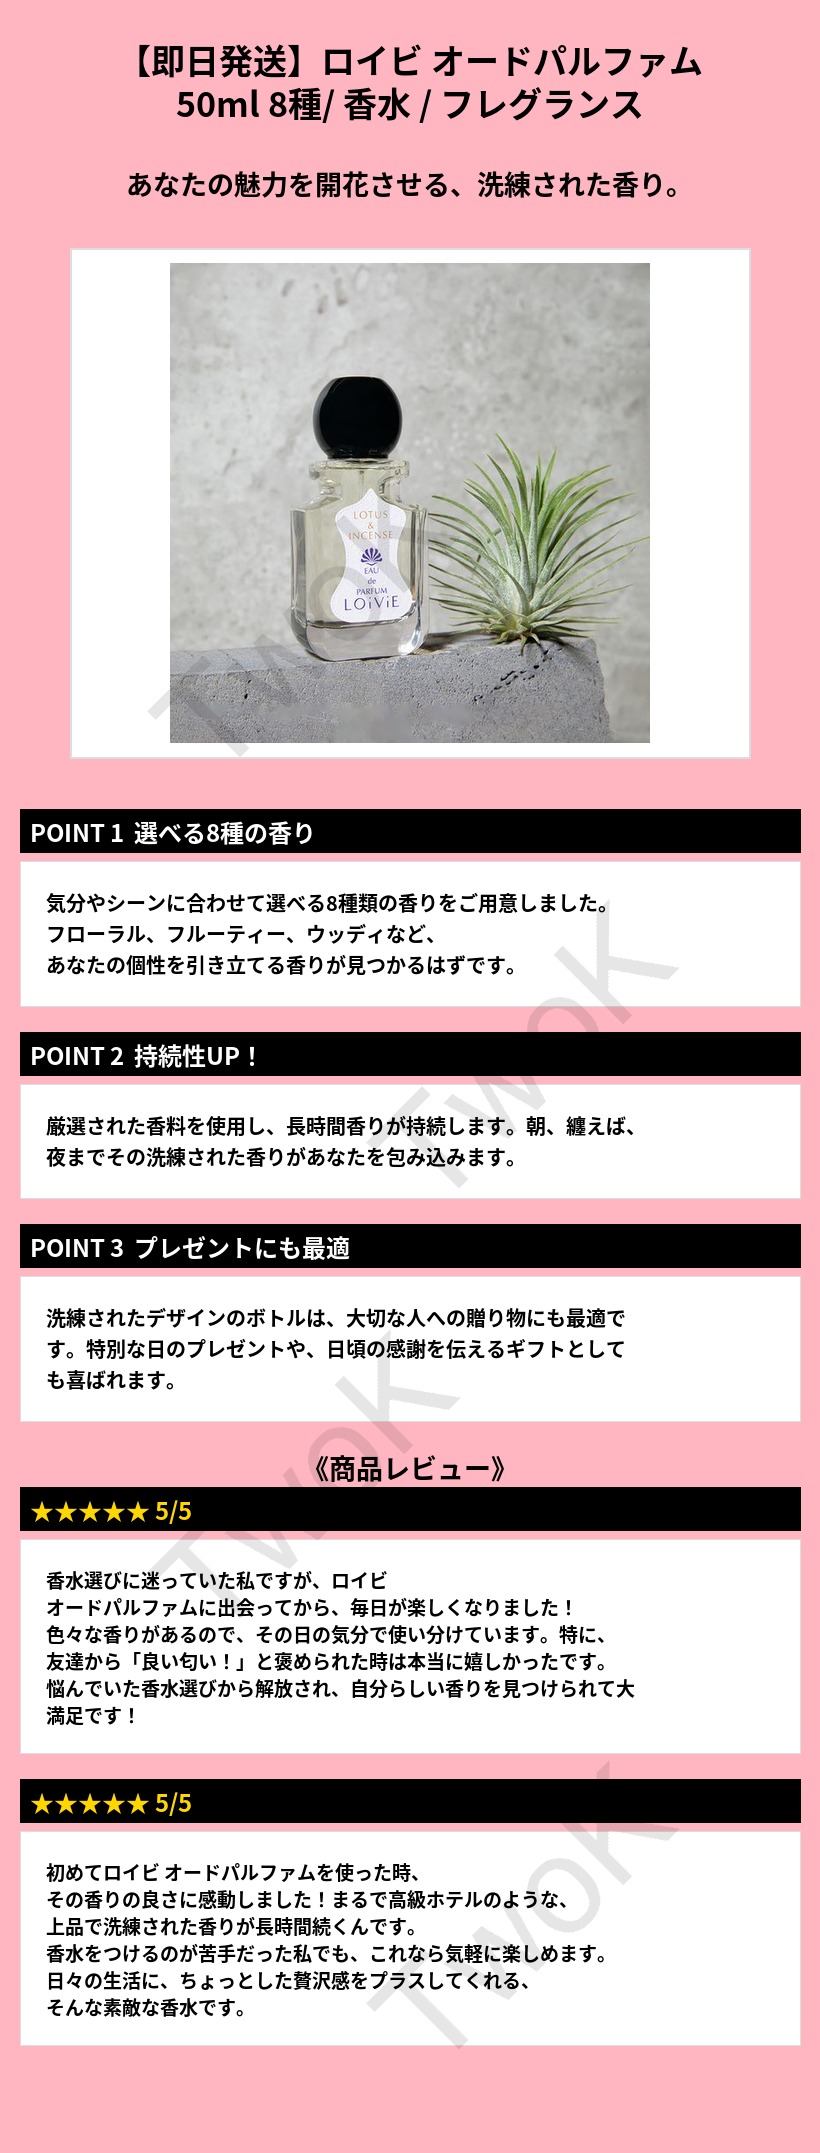 【即日発送】ロイビ オードパルファム
50ml 8種/ 香水 / フレグランス
あなたの魅力を開花させる、洗練された香り。
LOTUS
&
INCENSE
EAU
de
PARFUM
LOiViE
TwoK
POINT 1 選べる8種の香り
気分やシーンに合わせて選べる8種類の香りをご用意しました。
フローラル、フルーティー、ウッディなど、
あなたの個性を引き立てる香りが見つかるはずです。
POINT 2 持続性UP！
厳選された香料を使用し、長時間香りが持続します。朝、纏えば、
夜までその洗練された香りがあなたを包み込みます。
TwoK
POINT 3 プレゼントにも最適
洗練されたデザインのボトルは、大切な人への贈り物にも最適で
す。特別な日のプレゼントや、日頃の感謝を伝えるギフトとして
も喜ばれます。
《商品レビュー》
TwoK
★★★★★ 5/5
香水選びに迷っていた私ですが、ロイビ
オードパルファムに出会ってから、毎日が楽しくなりました！
色々な香りがあるので、その日の気分で使い分けています。特に、
友達から「良い匂い！」と褒められた時は本当に嬉しかったです。
悩んでいた香水選びから解放され、自分らしい香りを見つけられて大
満足です！
★★★★★ 5/5
初めてロイビ オードパルファムを使った時、
その香りの良さに感動しました！まるで高級ホテルのような、
上品で洗練された香りが長時間続くんです。
香水をつけるのが苦手だった私でも、これなら気軽に楽しめます。
日々の生活に、ちょっとした贅沢感をプラスしてくれる、
そんな素敵な香水です。
TwoK